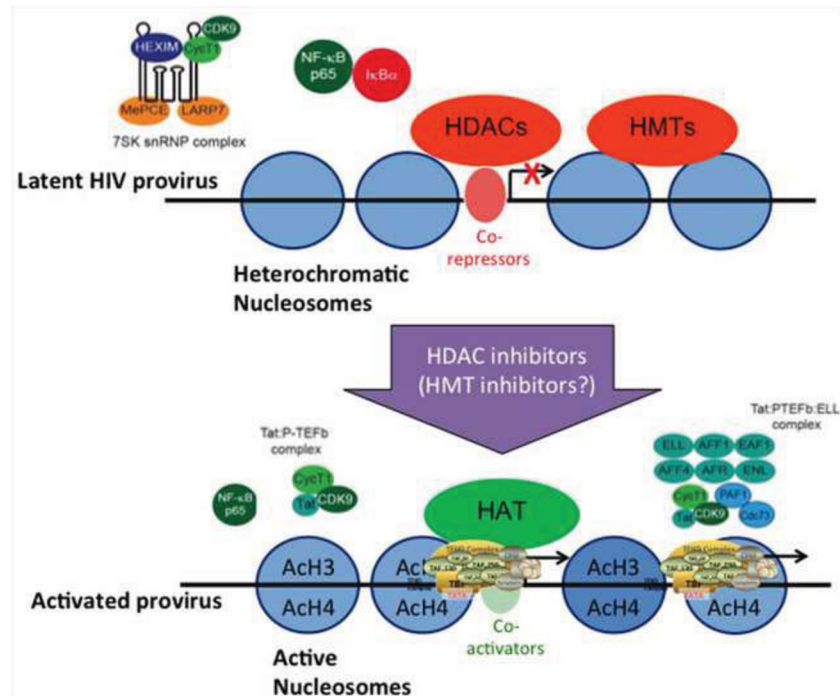 CDK9
HEXIM
CycT1
MePCE
LARP7
7SK snRNP complex
NF-κB
p65
IκBα
HDACs
HMTs
X
Latent HIV provirus
Co-
repressors
Heterochromatic
Nucleosomes
HDAC inhibitors
(HMT inhibitors?)
Tat:P-TEFb
complex
Tat:PTEFb:ELL
complex
ELL
AFF1
EAF1
AFF4
AFR
ENL
CycT1
Tat
CDK9
NF-κB
p65
HAT
CycT1
PAF1
Tat
CDK9
Cdc73
AcH3
AcH3
AcH4
AcH4
AcH4
AcH4
TATA
TATA
Activated provirus
Co-
activators
Active
Nucleosomes